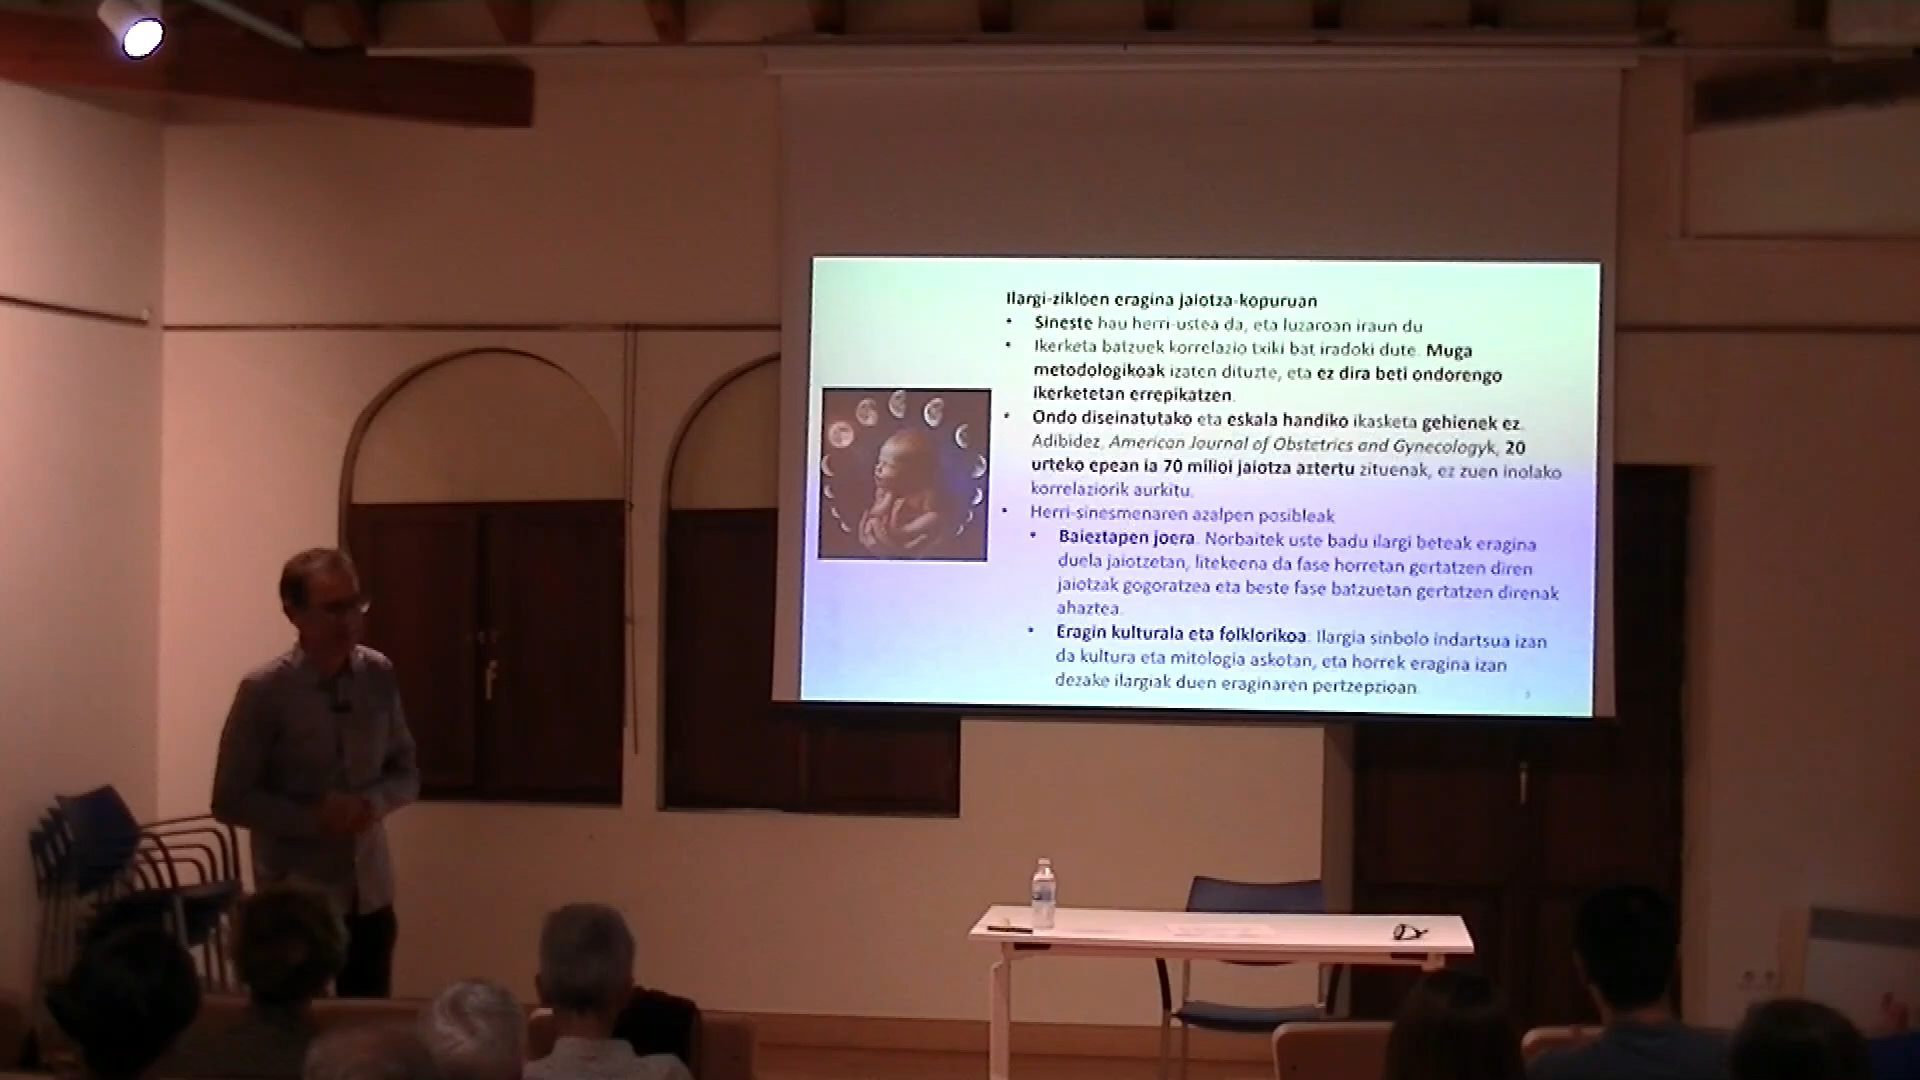 Ilargi-zikloen eragina jaiotza-kopuruan
• Sineste hau herri-ustea da, eta luzaroan iraun du
• Ikerketa batzuek korrelazio txiki bat iradoki dute. Muga
metodologikoak izaten dituzte, eta ez dira beti ondorengo
ikerketetan errepikatzen.
• Ondo diseinatutako eta eskala handiko ikasketa gehienek ez.
Adibidez, American Journal of Obstetrics and Gynecologyk, 20
urteko epean ia 70 milioi jaiotza aztertu zituenak, ez zuen inolako
korrelaziorik aurkitu.
• Herri-sinesmenaren azalpen posibleak
• Baieztapen joera. Norbaitek uste badu ilargi beteak eragina
duela jaiotzetan, litekeena da fase horretan gertatzen diren
jaiotzak gogoratzea eta beste fase batzuetan gertatzen direnak
ahaztea.
• Eragin kulturala eta folklorikoa. Ilargia sinbolo indartsua izan
da kultura eta mitologia askotan, eta horrek eragina izan
dezake ilargiak duen eraginaren pertzepzioan.